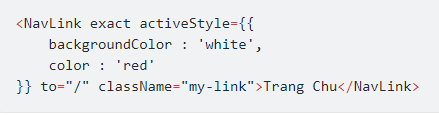 <NavLink exact activeStyle={{
backgroundColor : 'white',
color : 'red'
}} to="/" className="my-link">Trang Chu</NavLink>